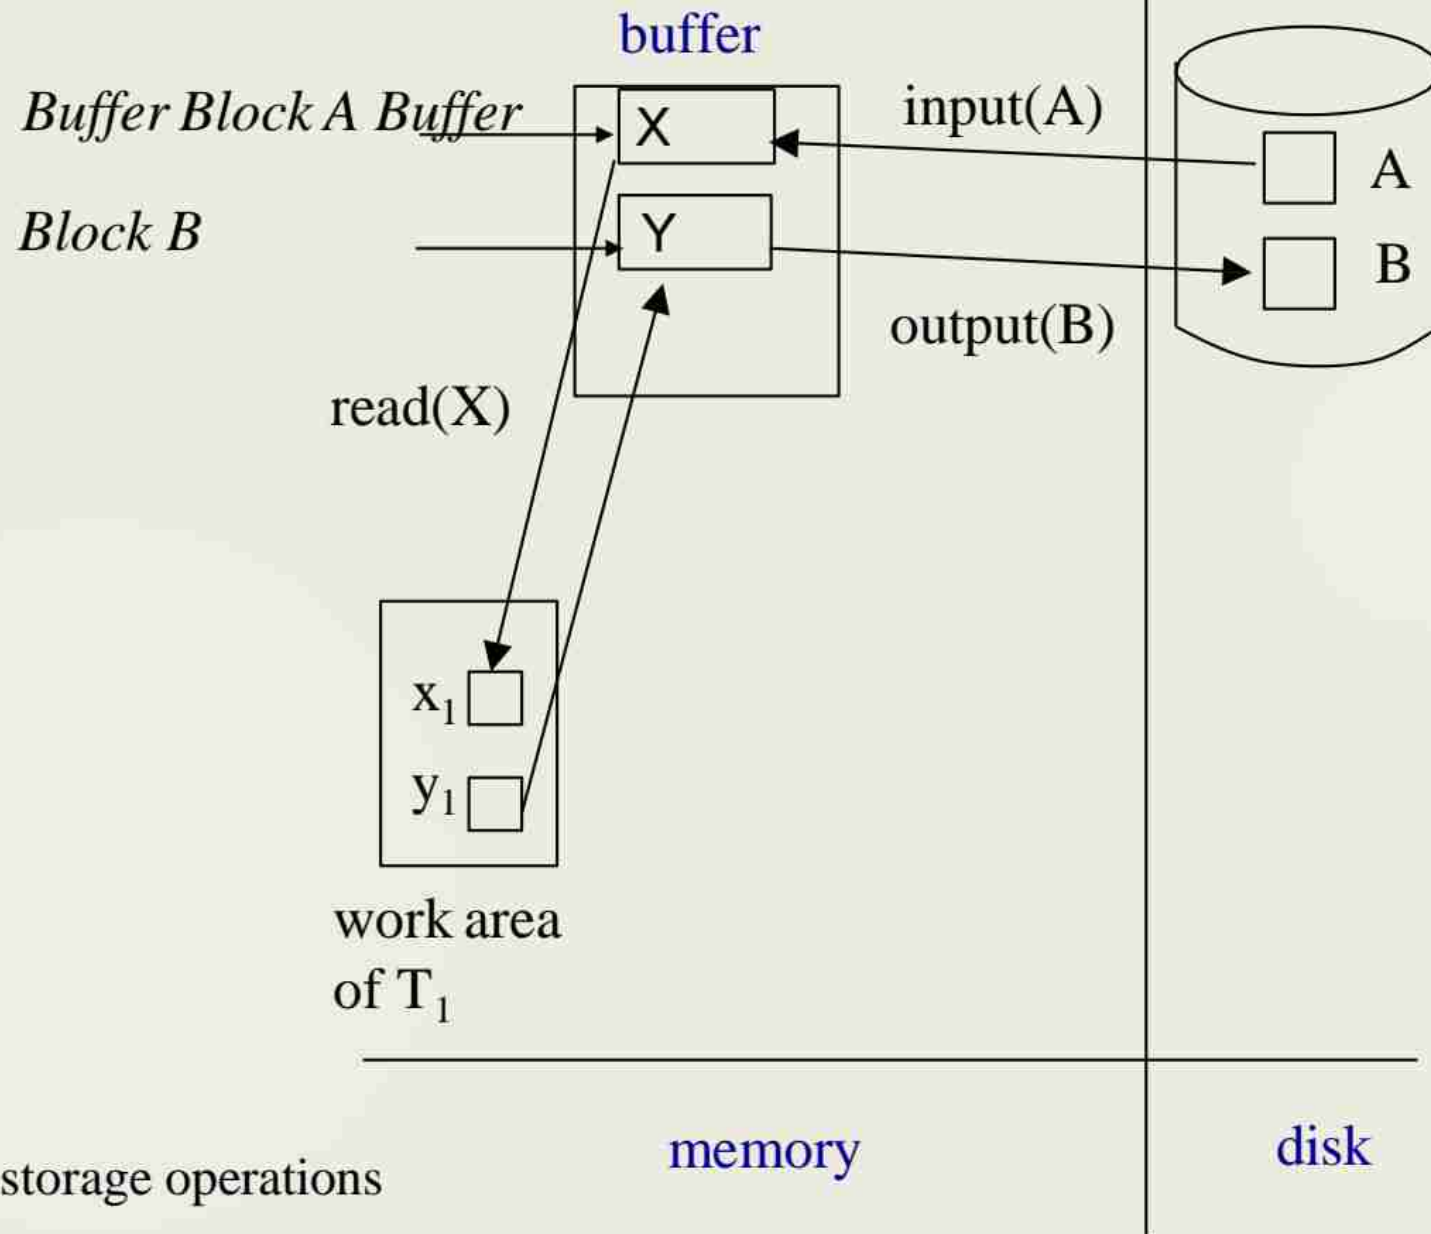 buffer
Buffer Block A Buffer
X
input(A)
A
Block B
Y
B
output(B)
read(X)
x₁
y₁
work area
of T₁
memory
disk
storage operations